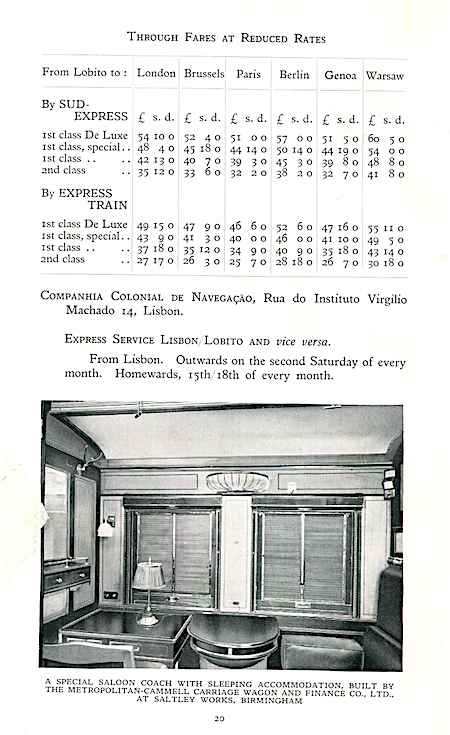 Through Fares at Reduced Rates
From Lobito to : London Brussels Paris Berlin Genoa Warsaw
By SUD-
EXPRESS £ s. d. £ s. d. £ s. d. £ s. d. £ s. d. £ s. d.
1st class De Luxe 54 10 0 52 4 0 51 0 0 57 0 0 51 5 0 60 5 0
1st class, special.. 48 4 0 45 18 0 44 14 0 50 14 0 44 19 0 54 0 0
1st class .. .. 42 13 0 40 7 0 39 3 0 45 3 0 39 8 0 48 8 0
2nd class .. 35 12 0 33 6 0 32 2 0 38 2 0 32 7 0 41 8 0
By EXPRESS
TRAIN
1st class De Luxe 49 15 0 47 9 0 46 6 0 52 6 0 47 16 0 55 11 0
1st class, special.. 43 9 0 41 3 0 40 0 0 46 0 0 41 10 0 49 5 0
1st class .. .. 37 18 0 35 12 0 34 9 0 40 9 0 35 18 0 43 14 0
2nd class .. 27 17 0 26 3 0 25 7 0 28 18 0 26 7 0 30 18 0
Companhia Colonial de Navegação, Rua do Instituto Virgilio
Machado 14, Lisbon.
Express Service Lisbon/Lobito and vice versa.
From Lisbon. Outwards on the second Saturday of every
month. Homewards, 15th/18th of every month.
A SPECIAL SALOON COACH WITH SLEEPING ACCOMMODATION, BUILT BY
THE METROPOLITAN-CAMMELL CARRIAGE WAGON AND FINANCE CO., LTD.,
AT SALTLEY WORKS, BIRMINGHAM
20